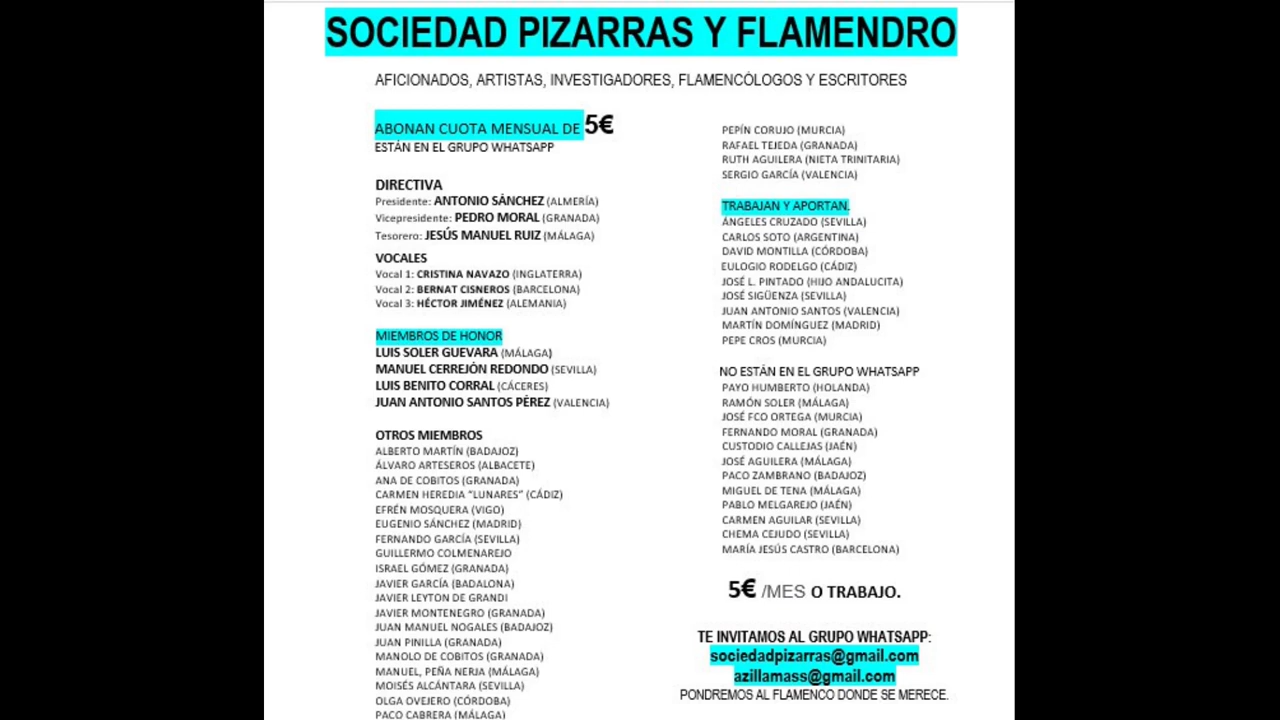 SOCIEDAD PIZARRAS Y FLAMENDRO
AFICIONADOS, ARTISTAS, INVESTIGADORES, FLAMENCÓLOGOS Y ESCRITORES
ABONAN CUOTA MENSUAL DE 5€
ESTÁN EN EL GRUPO WHATSAPP
DIRECTIVA
Presidente: ANTONIO SÁNCHEZ (ALMERÍA)
Vicepresidente: PEDRO MORAL (GRANADA)
Tesorero: JESÚS MANUEL RUIZ (MÁLAGA)
VOCALES
Vocal 1: CRISTINA NAVAZO (INGLATERRA)
Vocal 2: BERNAT CISNEROS (BARCELONA)
Vocal 3: HÉCTOR JIMÉNEZ (ALEMANIA)
MIEMBROS DE HONOR
LUIS SOLER GUEVARA (MÁLAGA)
MANUEL CERREJÓN REDONDO (SEVILLA)
LUIS BENITO CORRAL (CÁCERES)
JUAN ANTONIO SANTOS PÉREZ (VALENCIA)
OTROS MIEMBROS
ALBERTO MARTÍN (BADAJOZ)
ÁLVARO ARTESEROS (ALBACETE)
ANA DE COBITOS (GRANADA)
CARMEN HEREDIA “LUNARES” (CÁDIZ)
EFRÉN MOSQUERA (VIGO)
EUGENIO SÁNCHEZ (MADRID)
FERNANDO GARCÍA (SEVILLA)
GUILLERMO COLMENAREJO
ISRAEL GÓMEZ (GRANADA)
JAVIER GARCÍA (BADALONA)
JAVIER LEYTON DE GRANDI
JAVIER MONTENEGRO (GRANADA)
JUAN MANUEL NOGALES (BADAJOZ)
JUAN PINILLA (GRANADA)
MANOLO DE COBITOS (GRANADA)
MANUEL, PEÑA NERJA (MÁLAGA)
MOISÉS ALCÁNTARA (SEVILLA)
OLGA OVEJERO (CÓRDOBA)
PACO CABRERA (MÁLAGA)
PEPÍN CORUJO (MURCIA)
RAFAEL TEJEDA (GRANADA)
RUTH AGUILERA (NIETA TRINITARIA)
SERGIO GARCÍA (VALENCIA)
TRABAJAN Y APORTAN.
ÁNGELES CRUZADO (SEVILLA)
CARLOS SOTO (ARGENTINA)
DAVID MONTILLA (CÓRDOBA)
EULOGIO RODELGO (CÁDIZ)
JOSÉ L. PINTADO (HIJO ANDALUCITA)
JOSÉ SIGÜENZA (SEVILLA)
JUAN ANTONIO SANTOS (VALENCIA)
MARTÍN DOMÍNGUEZ (MADRID)
PEPE CROS (MURCIA)
NO ESTÁN EN EL GRUPO WHATSAPP
PAYO HUMBERTO (HOLANDA)
RAMÓN SOLER (MÁLAGA)
JOSÉ FCO ORTEGA (MURCIA)
FERNANDO MORAL (GRANADA)
CUSTODIO CALLEJAS (JAÉN)
JOSÉ AGUILERA (MÁLAGA)
PACO ZAMBRANO (BADAJOZ)
MIGUEL DE TENA (MÁLAGA)
PABLO MELGAREJO (JAÉN)
CARMEN AGUILAR (SEVILLA)
CHEMA CEJUDO (SEVILLA)
MARÍA JESÚS CASTRO (BARCELONA)
5€ /MES O TRABAJO.
TE INVITAMOS AL GRUPO WHATSAPP:
sociedadpizarras@gmail.com
azillamass@gmail.com
PONDREMOS AL FLAMENCO DONDE SE MERECE.